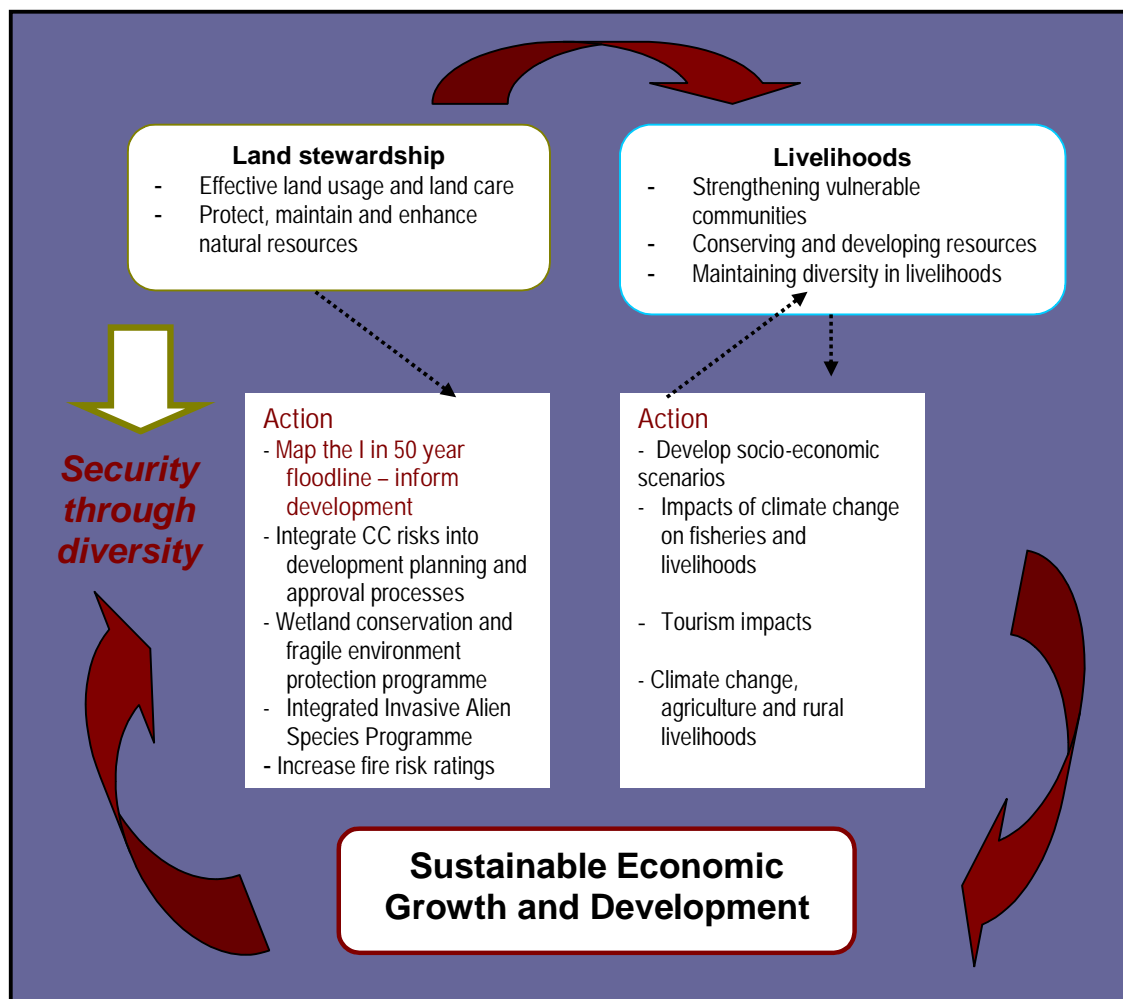 Land stewardship
- Effective land usage and land care
- Protect, maintain and enhance
natural resources
Livelihoods
- Strengthening vulnerable
communities
- Conserving and developing resources
- Maintaining diversity in livelihoods
Security
through
diversity
Action
- Map the I in 50 year
floodline – inform
development
- Integrate CC risks into
development planning and
approval processes
- Wetland conservation and
fragile environment
protection programme
- Integrated Invasive Alien
Species Programme
- Increase fire risk ratings
Action
- Develop socio-economic
scenarios
- Impacts of climate change
on fisheries and
livelihoods
- Tourism impacts
- Climate change,
agriculture and rural
livelihoods
Sustainable Economic
Growth and Development